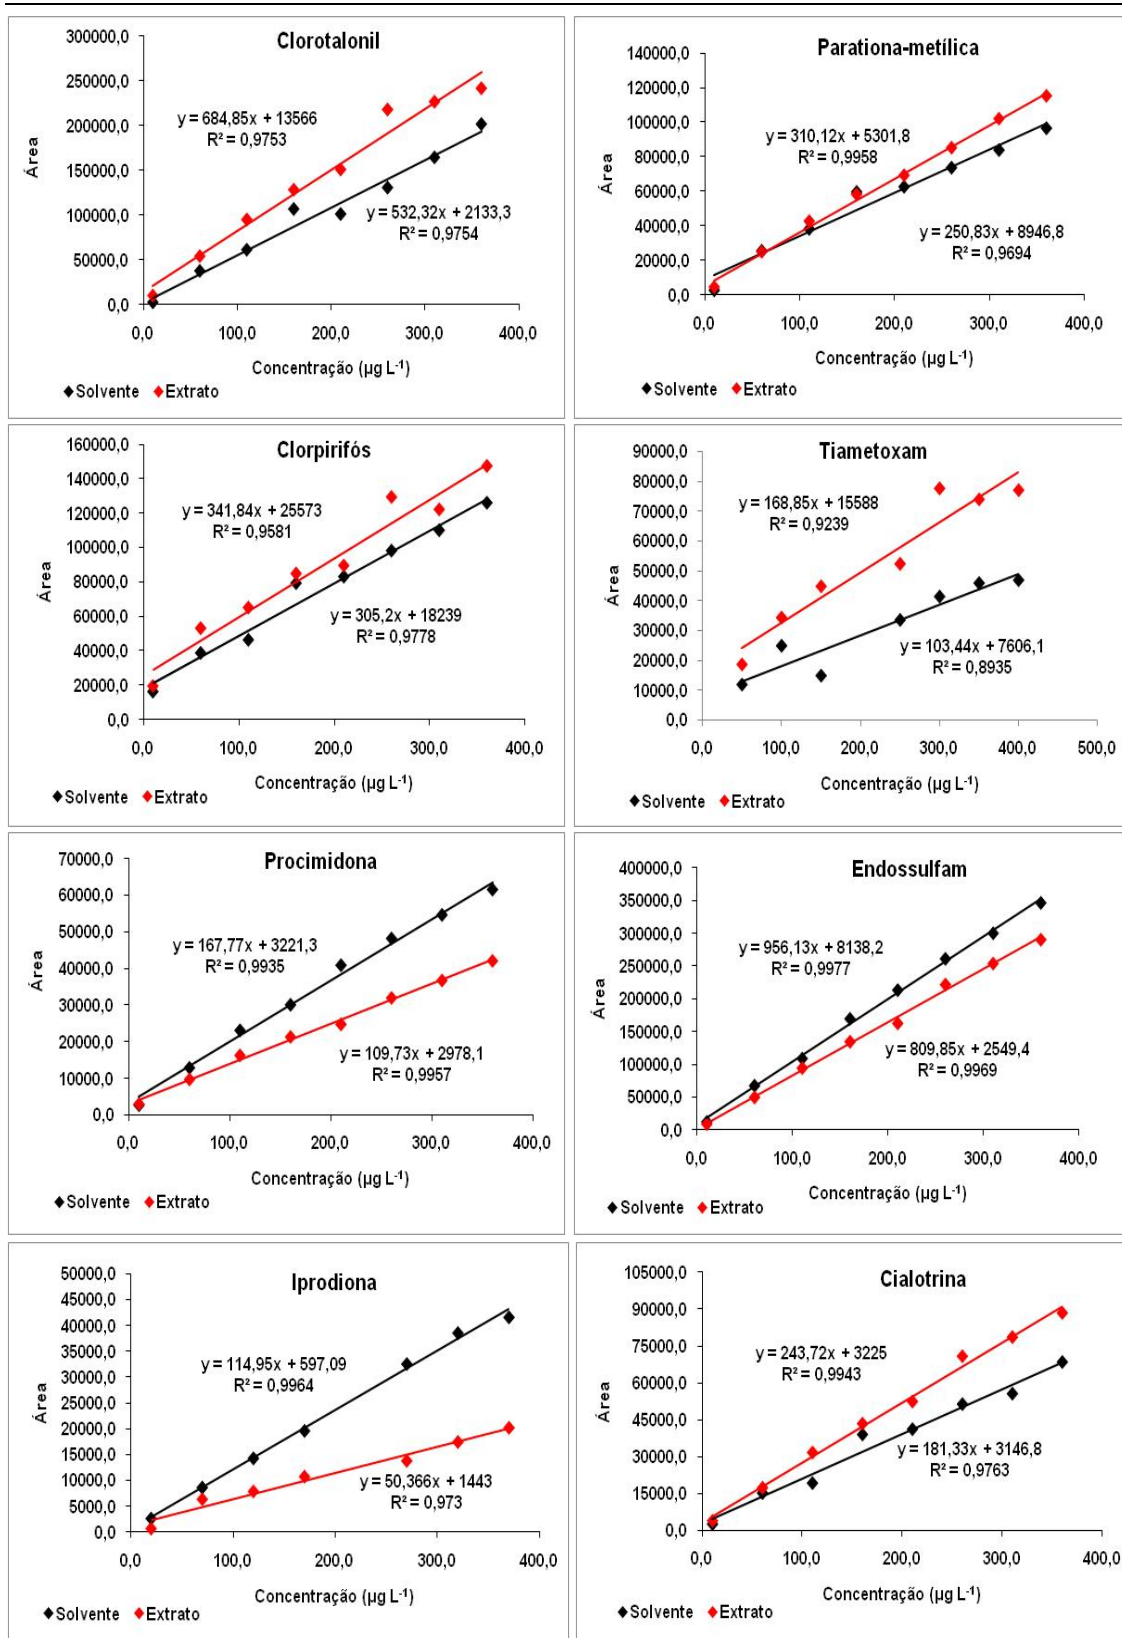 Clorotalonil
300000,0
250000,0
200000,0
150000,0
100000,0
50000,0
0,0
Área
y = 684,85x + 13566
R² = 0,9753
y = 532,32x + 2133,3
R² = 0,9754
0,0 100,0 200,0 300,0 400,0
Concentração (µg L⁻¹)
Solvente Extrato
Parationa-metílica
140000,0
120000,0
100000,0
80000,0
60000,0
40000,0
20000,0
0,0
Área
y = 310,12x + 5301,8
R² = 0,9958
y = 250,83x + 8946,8
R² = 0,9694
0,0 100,0 200,0 300,0 400,0
Concentração (µg L⁻¹)
Solvente Extrato
Clorpirifós
160000,0
140000,0
120000,0
100000,0
80000,0
60000,0
40000,0
20000,0
0,0
Área
y = 341,84x + 25573
R² = 0,9581
y = 305,2x + 18239
R² = 0,9778
0,0 100,0 200,0 300,0 400,0
Concentração (µg L⁻¹)
Solvente Extrato
Tiametoxam
90000,0
80000,0
70000,0
60000,0
50000,0
40000,0
30000,0
20000,0
10000,0
0,0
Área
y = 168,85x + 15588
R² = 0,9239
y = 103,44x + 7606,1
R² = 0,8935
0,0 100,0 200,0 300,0 400,0 500,0
Concentração (µg L⁻¹)
Solvente Extrato
Procimidona
70000,0
60000,0
50000,0
40000,0
30000,0
20000,0
10000,0
0,0
Área
y = 167,77x + 3221,3
R² = 0,9935
y = 109,73x + 2978,1
R² = 0,9957
0,0 100,0 200,0 300,0 400,0
Concentração (µg L⁻¹)
Solvente Extrato
Endossulfam
400000,0
350000,0
300000,0
250000,0
200000,0
150000,0
100000,0
50000,0
0,0
Área
y = 956,13x + 8138,2
R² = 0,9977
y = 809,85x + 2549,4
R² = 0,9969
0,0 100,0 200,0 300,0 400,0
Concentração (µg L⁻¹)
Solvente Extrato
Iprodiona
50000,0
45000,0
40000,0
35000,0
30000,0
25000,0
20000,0
15000,0
10000,0
5000,0
0,0
Área
y = 114,95x + 597,09
R² = 0,9964
y = 50,366x + 1443
R² = 0,973
0,0 100,0 200,0 300,0 400,0
Concentração (µg L⁻¹)
Solvente Extrato
Cialotrina
105000,0
90000,0
75000,0
60000,0
45000,0
30000,0
15000,0
0,0
Área
y = 243,72x + 3225
R² = 0,9943
y = 181,33x + 3146,8
R² = 0,9763
0,0 100,0 200,0 300,0 400,0
Concentração (µg L⁻¹)
Solvente Extrato